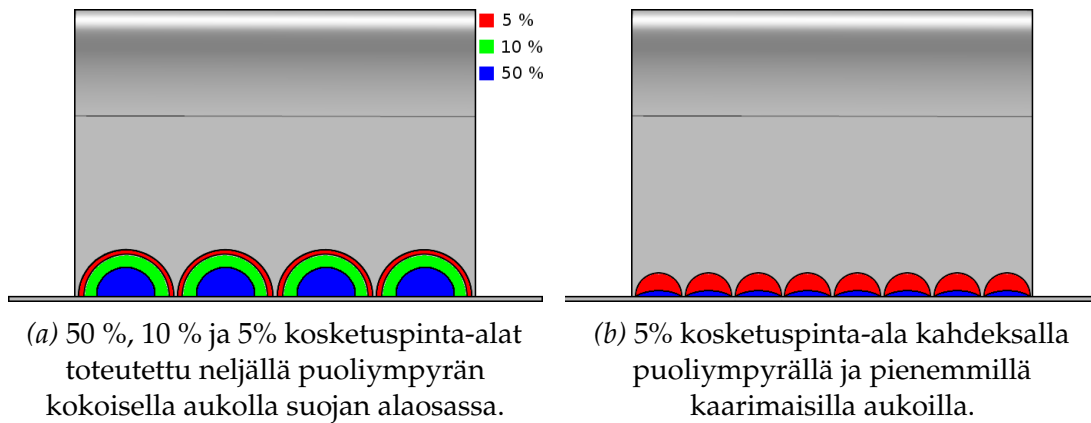 5 %
10 %
50 %
(a) 50 %, 10 % ja 5% kosketuspinta-alat
toteutettu neljällä puoliympyrän
kokoisella aukolla suojan alaosassa.
(b) 5% kosketuspinta-ala kahdeksalla
puoliympyrällä ja pienemmillä
kaarimaisilla aukoilla.